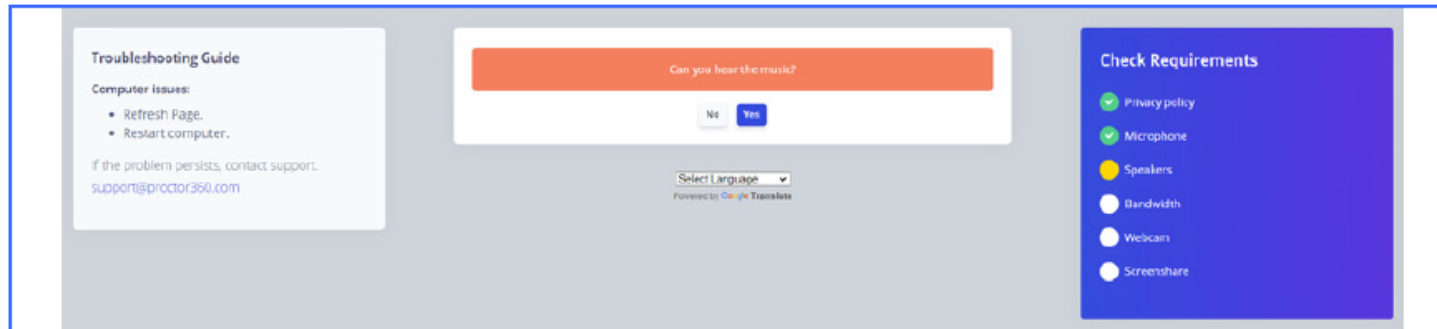 Troubleshooting Guide
Computer issues:
• Refresh Page.
• Restart computer.
If the problem persists, contact support.
support@proctor360.com
Can you hear the music?
No Yes
Select Language
Powered by Google Translate
Check Requirements
Privacy policy
Microphone
Speakers
Bandwidth
Webcam
Screenshare